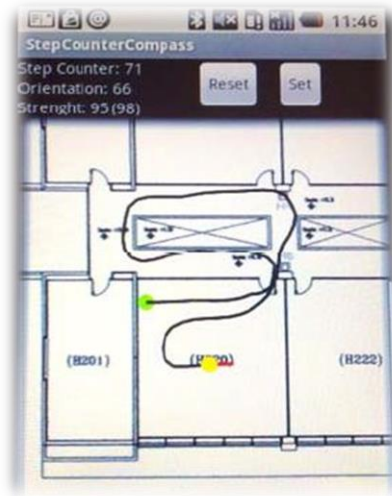 11:46
StepCounterCompass
Step Counter: 71
Orientation: 66
Strenght: 95(98)
Reset
Set
(H201)
(H222)